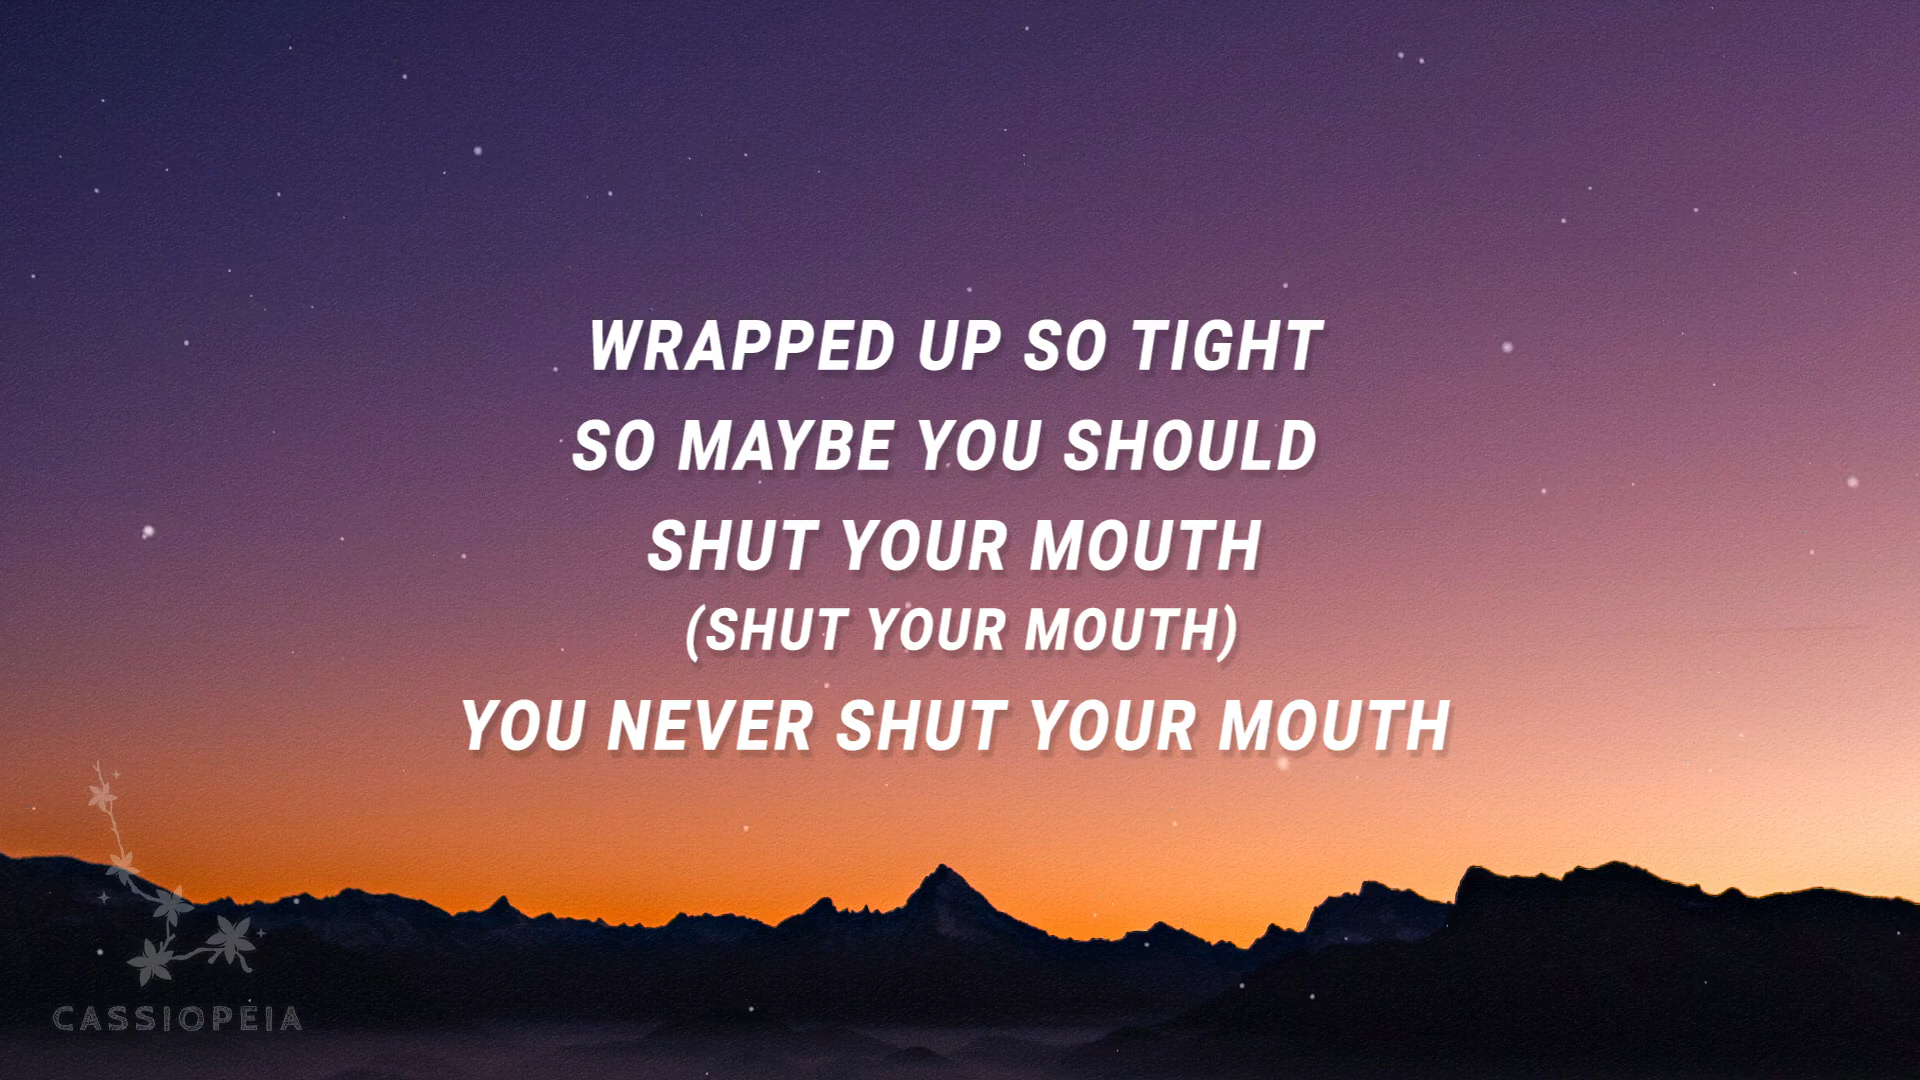 WRAPPED UP SO TIGHT
SO MAYBE YOU SHOULD
SHUT YOUR MOUTH
(SHUT YOUR MOUTH)
YOU NEVER SHUT YOUR MOUTH
CASSIOPEIA